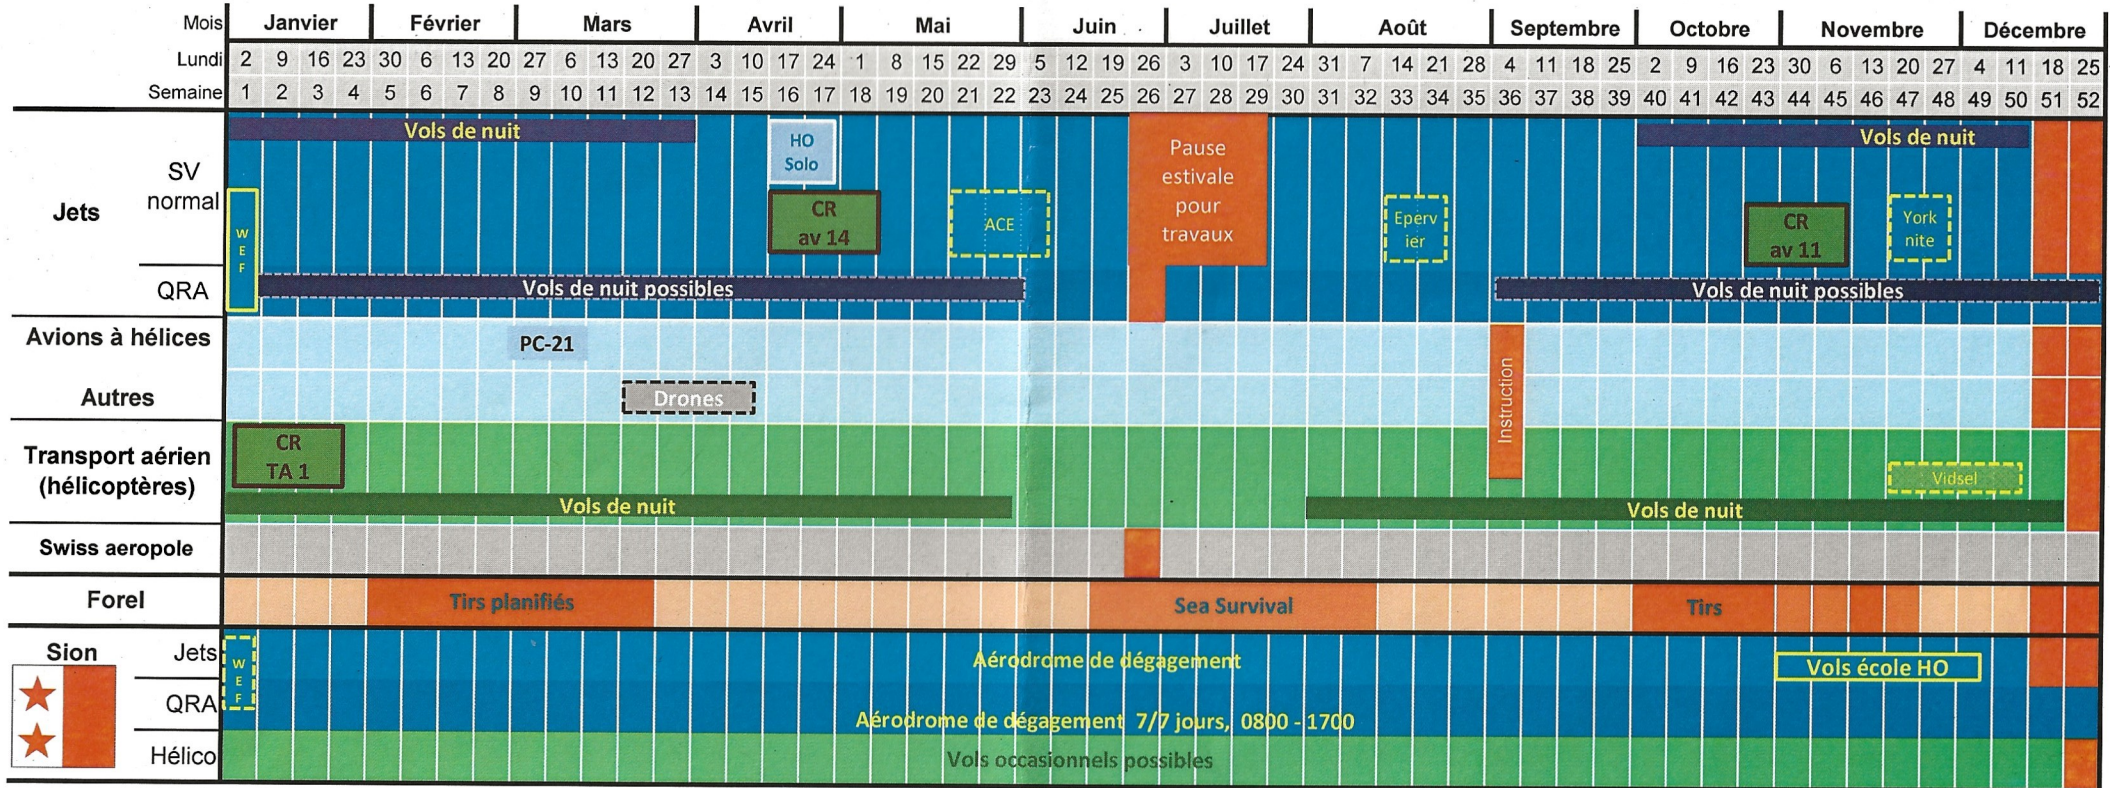 Mois Janvier Février Mars Avril Mai Juin Juillet Août Septembre Octobre Novembre Décembre
Lundi 2 9 16 23 30 6 13 20 27 6 13 20 27 3 10 17 24 1 8 15 22 29 5 12 19 26 3 10 17 24 31 7 14 21 28 4 11 18 25 2 9 16 23 30 6 13 20 27 4 11 18 25
Semaine 1 2 3 4 5 6 7 8 9 10 11 12 13 14 15 16 17 18 19 20 21 22 23 24 25 26 27 28 29 30 31 32 33 34 35 36 37 38 39 40 41 42 43 44 45 46 47 48 49 50 51 52
Jets
SV
normal
Vols de nuit
HO
Solo
Pause
estivale
pour
travaux
Vols de nuit
W
E
F
CR
av 14
ACE
Eperv
ier
CR
av 11
York
nite
QRA
Vols de nuit possibles
Vols de nuit possibles
Avions à hélices
PC-21
Instruction
Autres
Drones
Transport aérien
(hélicoptères)
CR
TA 1
Vidsel
Vols de nuit
Vols de nuit
Swiss aeropole
Forel
Tirs planifiés
Sea Survival
Tirs
Sion
Jets
W
E
F
Aérodrome de dégagement
Vols école HO
QRA
Aérodrome de dégagement 7/7 jours, 0800 - 1700
Hélico
Vols occasionnels possibles